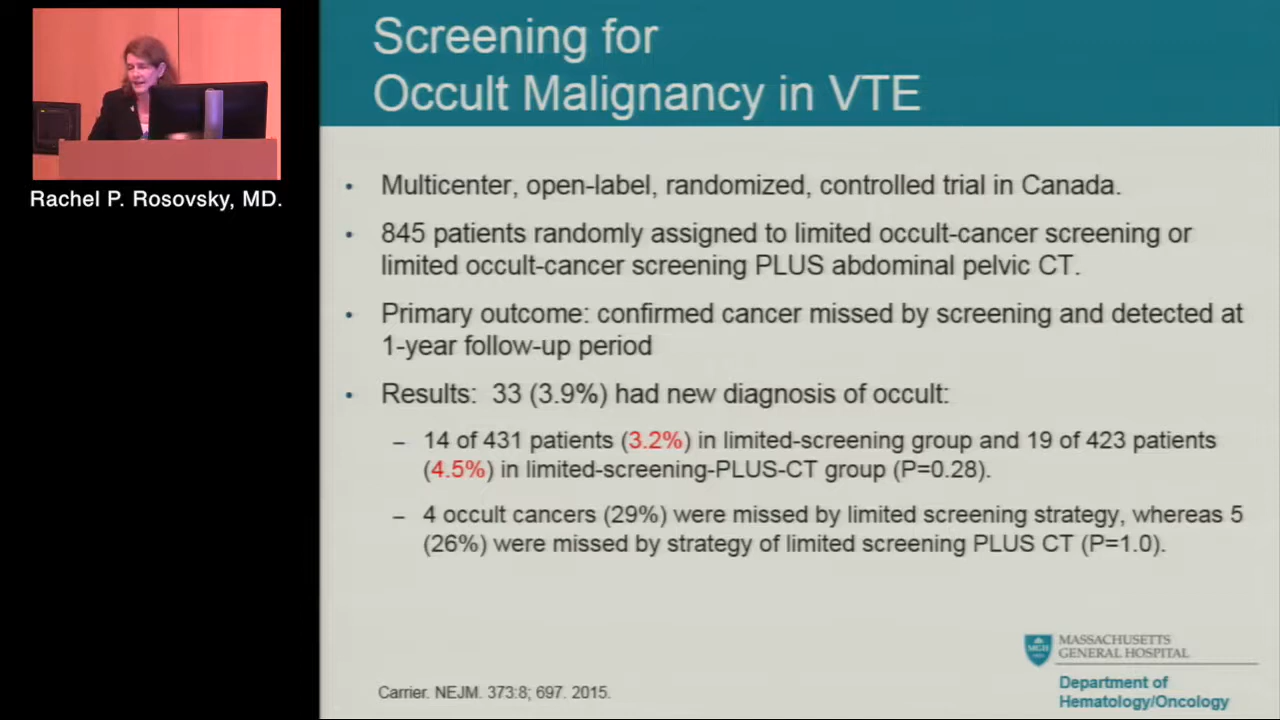 Screening for
Occult Malignancy in VTE
Rachel P. Rosovsky, MD.
• Multicenter, open-label, randomized, controlled trial in Canada.
• 845 patients randomly assigned to limited occult-cancer screening or
limited occult-cancer screening PLUS abdominal pelvic CT.
• Primary outcome: confirmed cancer missed by screening and detected at
1-year follow-up period
• Results: 33 (3.9%) had new diagnosis of occult:
– 14 of 431 patients (3.2%) in limited-screening group and 19 of 423 patients
(4.5%) in limited-screening-PLUS-CT group (P=0.28).
– 4 occult cancers (29%) were missed by limited screening strategy, whereas 5
(26%) were missed by strategy of limited screening PLUS CT (P=1.0).
MGH
MASSACHUSETTS
GENERAL HOSPITAL
Department of
Hematology/Oncology
Carrier. NEJM. 373:8; 697. 2015.